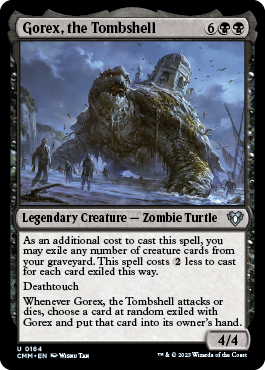 Gorex, the Tombshell 6
Legendary Creature — Zombie Turtle
As an additional cost to cast this spell, you
may exile any number of creature cards from
your graveyard. This spell costs 2 less to cast
for each card exiled this way.
Deathtouch
Whenever Gorex, the Tombshell attacks or
dies, choose a card at random exiled with
Gorex and put that card into its owner's hand.
4/4
U 0164
CMM • EN Wisnu Tan
™ & © 2023 Wizards of the Coast